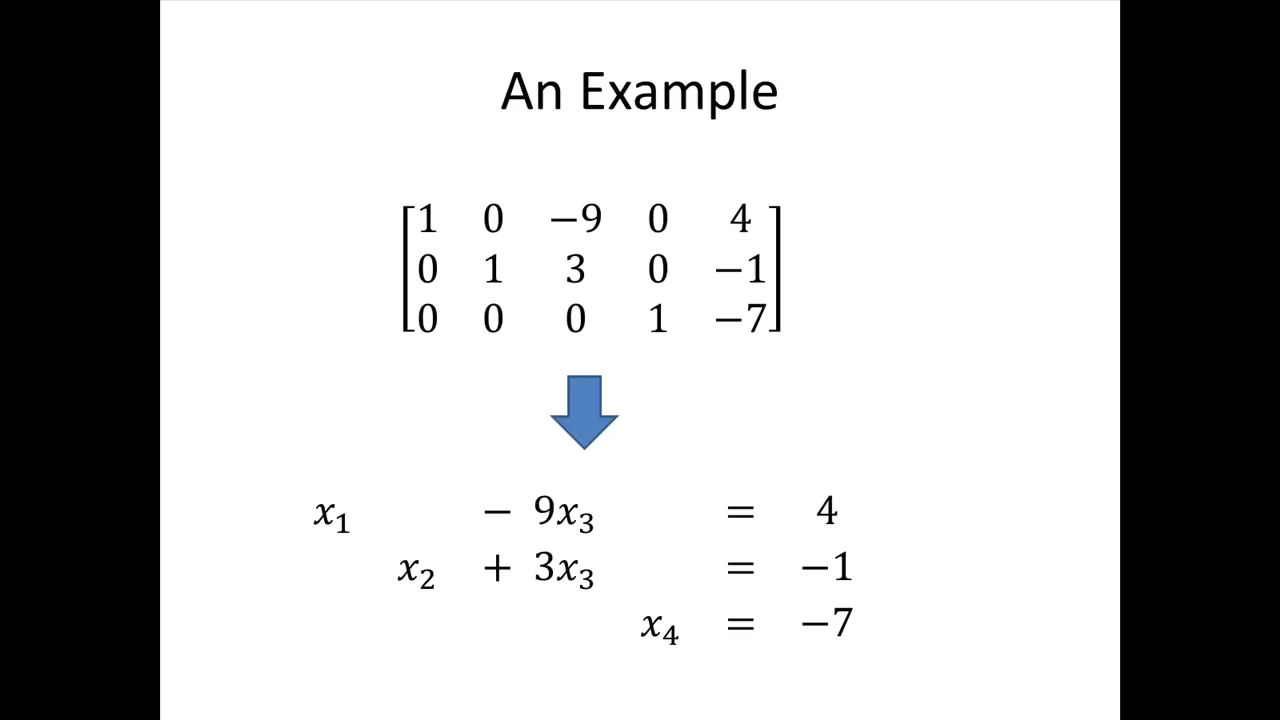 An Example
1 0 −9 0 4
0 1 3 0 −1
0 0 0 1 −7
x₁ − 9x₃ = 4
x₂ + 3x₃ = −1
x₄ = −7